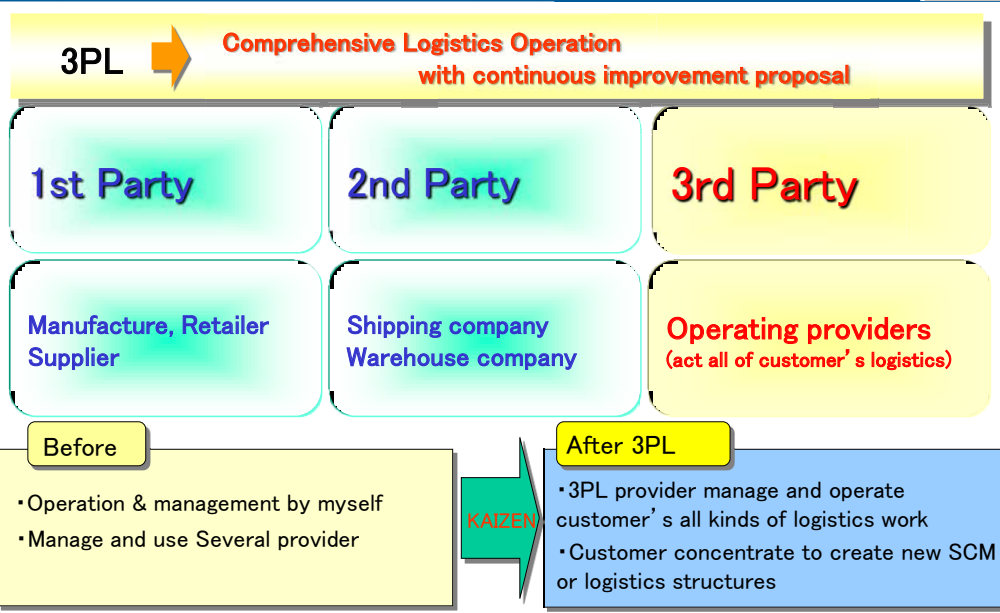 3PL
Comprehensive Logistics Operation
with continuous improvement proposal
1st Party
2nd Party
3rd Party
Manufacture, Retailer
Supplier
Shipping company
Warehouse company
Operating providers
(act all of customer’s logistics)
Before
・Operation & management by myself
・Manage and use Several provider
KAIZEN
After 3PL
・3PL provider manage and operate
customer’s all kinds of logistics work
・Customer concentrate to create new SCM
or logistics structures